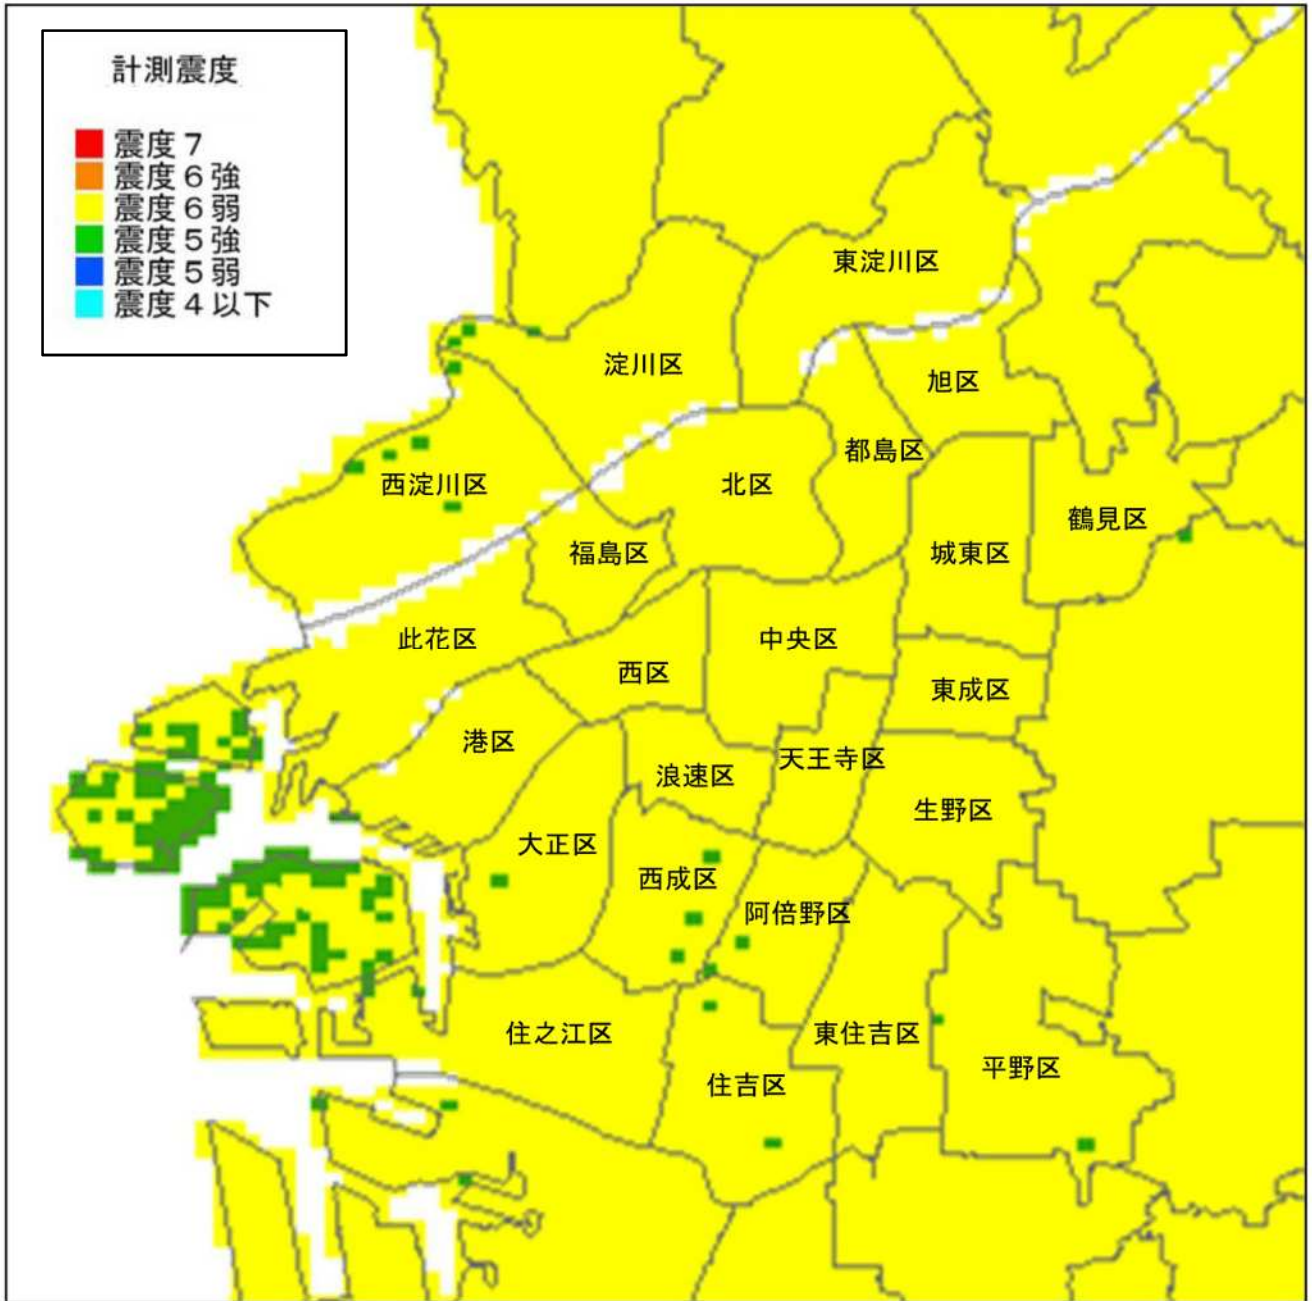 計測震度
震度7
震度6強
震度6弱
震度5強
震度5弱
震度4以下
東淀川区
淀川区
旭区
都島区
西淀川区
北区
鶴見区
福島区
城東区
此花区
中央区
西区
東成区
港区
天王寺区
浪速区
生野区
大正区
西成区
阿倍野区
住之江区
東住吉区
平野区
住吉区